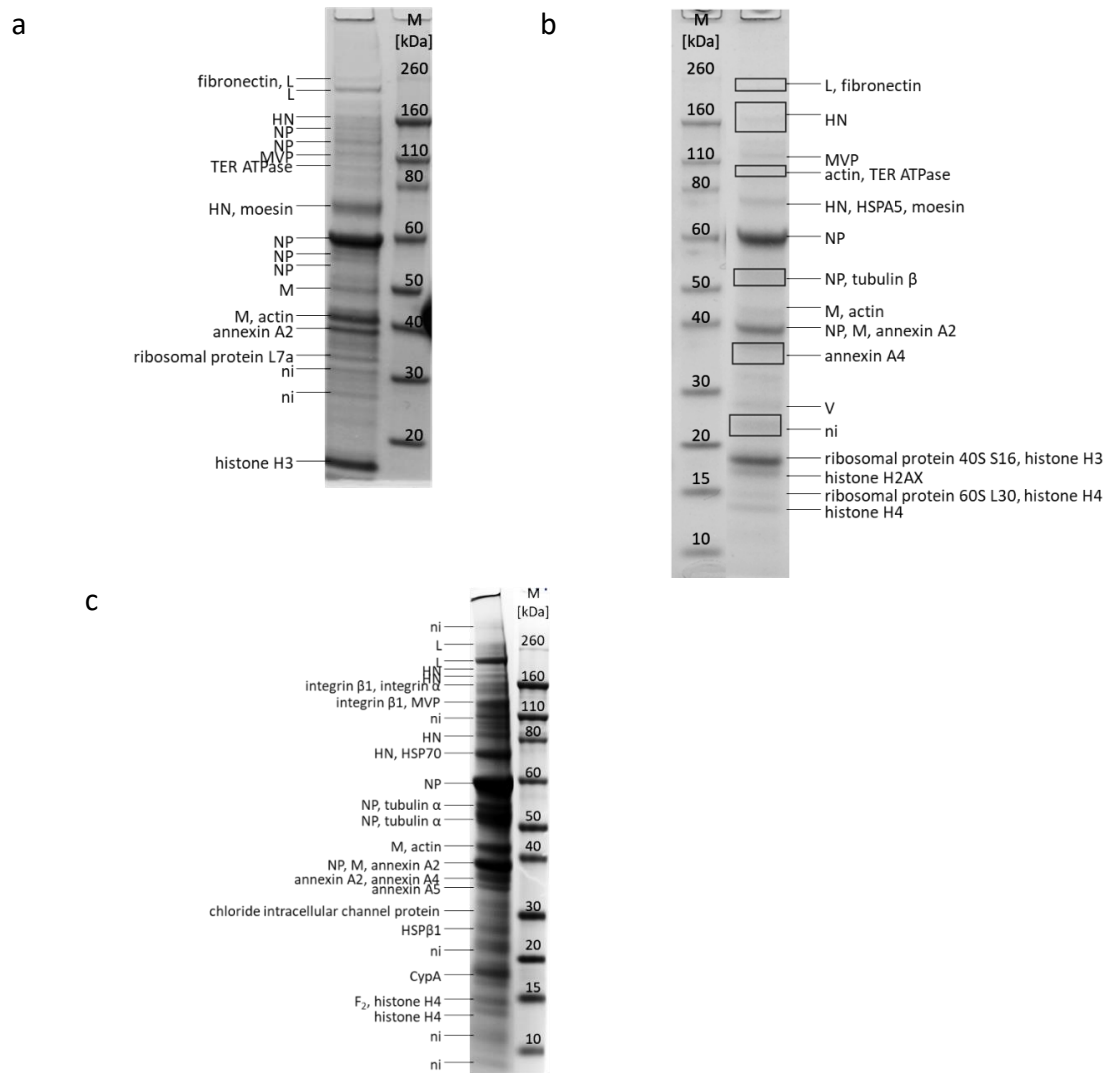 a
M
[kDa]
260
160
110
80
60
50
40
30
20
fibronectin, L
L
HN
NP
NP
MVP
TER ATPase
HN, moesin
NP
NP
NP
M
M, actin
annexin A2
ribosomal protein L7a
ni
ni
histone H3
b
M
[kDa]
260
160
110
80
60
50
40
30
20
15
10
L, fibronectin
HN
MVP
actin, TER ATPase
HN, HSPA5, moesin
NP
NP, tubulin β
M, actin
NP, M, annexin A2
annexin A4
V
ni
ribosomal protein 40S S16, histone H3
histone H2AX
ribosomal protein 60S L30, histone H4
histone H4
c
M
[kDa]
260
160
110
80
60
50
40
30
20
15
10
ni
L
L
HN
HN
integrin β1, integrin α
integrin β1, MVP
ni
HN
HN, HSP70
NP
NP, tubulin α
NP, tubulin α
M, actin
NP, M, annexin A2
annexin A2, annexin A4
annexin A5
chloride intracellular channel protein
HSPβ1
ni
CypA
F₂, histone H4
histone H4
ni
ni